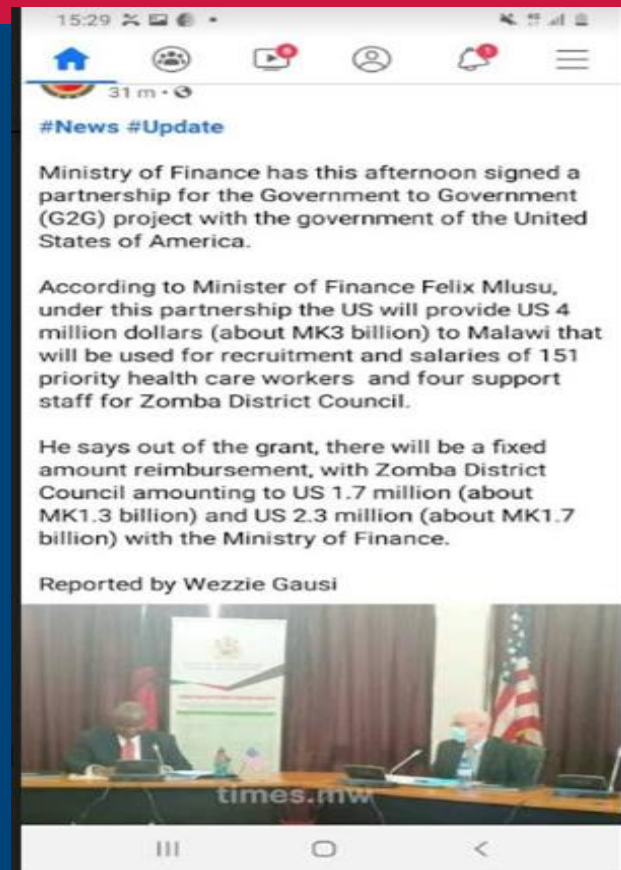 15:29
31 m
#News #Update
Ministry of Finance has this afternoon signed a
partnership for the Government to Government
(G2G) project with the government of the United
States of America.
According to Minister of Finance Felix Mlusu,
under this partnership the US will provide US 4
million dollars (about MK3 billion) to Malawi that
will be used for recruitment and salaries of 151
priority health care workers and four support
staff for Zomba District Council.
He says out of the grant, there will be a fixed
amount reimbursement, with Zomba District
Council amounting to US 1.7 million (about
MK1.3 billion) and US 2.3 million (about MK1.7
billion) with the Ministry of Finance.
Reported by Wezzie Gausi
times.mw